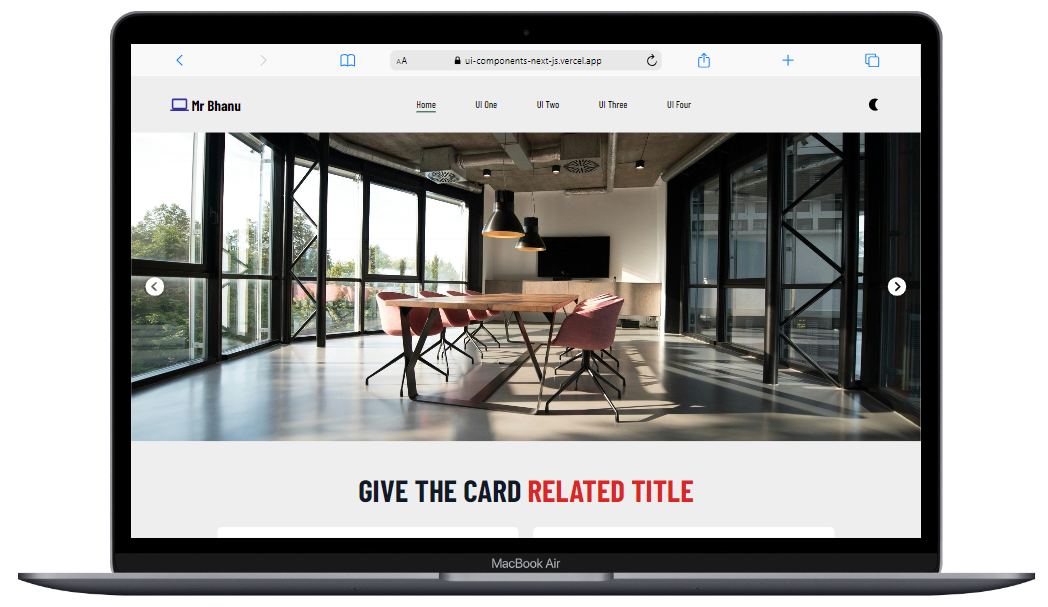 AA ui-components-next-js.vercel.app
Mr Bhanu Home UI One UI Two UI Three UI Four
GIVE THE CARD RELATED TITLE
MacBook Air